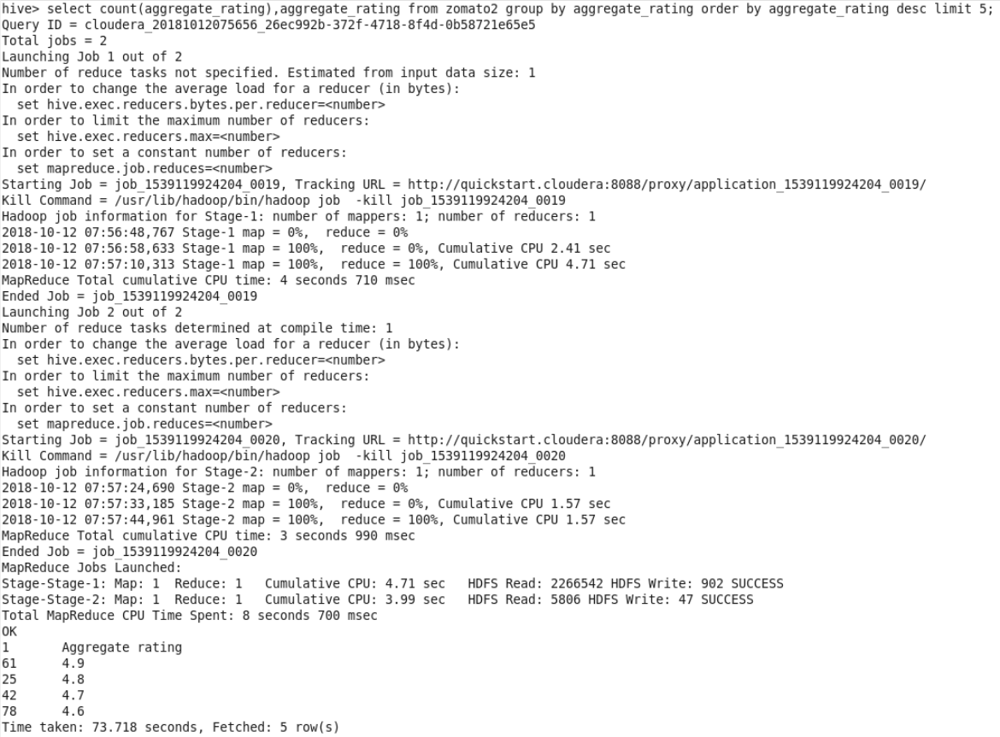 hive> select count(aggregate_rating),aggregate_rating from zomato2 group by aggregate_rating order by aggregate_rating desc limit 5;
Query ID = cloudera_20181012075656_26ec992b-372f-4718-8f4d-0b58721e65e5
Total jobs = 2
Launching Job 1 out of 2
Number of reduce tasks not specified. Estimated from input data size: 1
In order to change the average load for a reducer (in bytes):
  set hive.exec.reducers.bytes.per.reducer=<number>
In order to limit the maximum number of reducers:
  set hive.exec.reducers.max=<number>
In order to set a constant number of reducers:
  set mapreduce.job.reduces=<number>
Starting Job = job_1539119924204_0019, Tracking URL = http://quickstart.cloudera:8088/proxy/application_1539119924204_0019/
Kill Command = /usr/lib/hadoop/bin/hadoop job  -kill job_1539119924204_0019
Hadoop job information for Stage-1: number of mappers: 1; number of reducers: 1
2018-10-12 07:56:48,767 Stage-1 map = 0%,  reduce = 0%
2018-10-12 07:56:58,633 Stage-1 map = 100%,  reduce = 0%, Cumulative CPU 2.41 sec
2018-10-12 07:57:10,313 Stage-1 map = 100%,  reduce = 100%, Cumulative CPU 4.71 sec
MapReduce Total cumulative CPU time: 4 seconds 710 msec
Ended Job = job_1539119924204_0019
Launching Job 2 out of 2
Number of reduce tasks determined at compile time: 1
In order to change the average load for a reducer (in bytes):
  set hive.exec.reducers.bytes.per.reducer=<number>
In order to limit the maximum number of reducers:
  set hive.exec.reducers.max=<number>
In order to set a constant number of reducers:
  set mapreduce.job.reduces=<number>
Starting Job = job_1539119924204_0020, Tracking URL = http://quickstart.cloudera:8088/proxy/application_1539119924204_0020/
Kill Command = /usr/lib/hadoop/bin/hadoop job  -kill job_1539119924204_0020
Hadoop job information for Stage-2: number of mappers: 1; number of reducers: 1
2018-10-12 07:57:24,690 Stage-2 map = 0%,  reduce = 0%
2018-10-12 07:57:33,185 Stage-2 map = 100%,  reduce = 0%, Cumulative CPU 1.57 sec
2018-10-12 07:57:44,961 Stage-2 map = 100%,  reduce = 100%, Cumulative CPU 1.57 sec
MapReduce Total cumulative CPU time: 3 seconds 990 msec
Ended Job = job_1539119924204_0020
MapReduce Jobs Launched:
Stage-Stage-1: Map: 1  Reduce: 1   Cumulative CPU: 4.71 sec   HDFS Read: 2266542 HDFS Write: 902 SUCCESS
Stage-Stage-2: Map: 1  Reduce: 1   Cumulative CPU: 3.99 sec   HDFS Read: 5806 HDFS Write: 47 SUCCESS
Total MapReduce CPU Time Spent: 8 seconds 700 msec
OK
1       Aggregate rating
61      4.9
25      4.8
42      4.7
78      4.6
Time taken: 73.718 seconds, Fetched: 5 row(s)